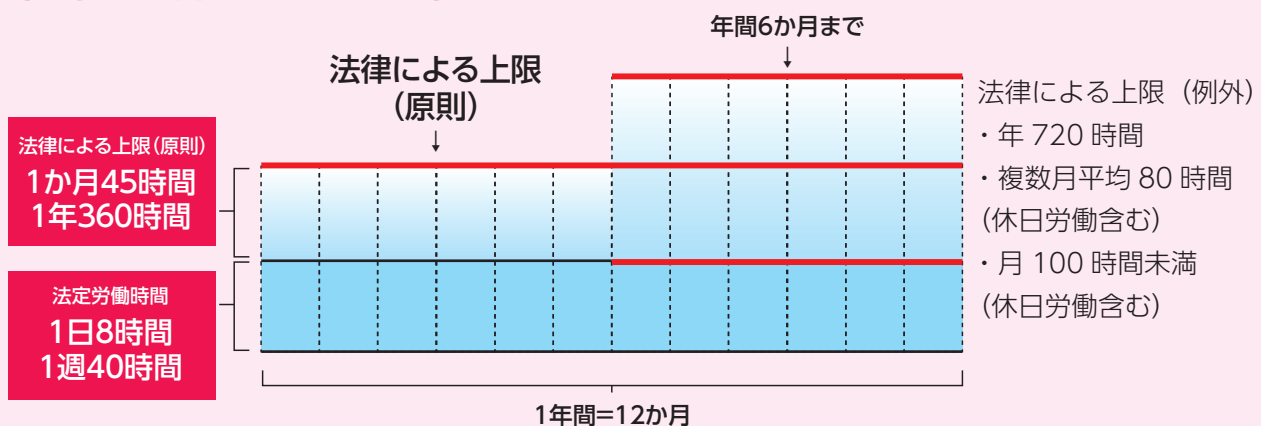 年間6か月まで
法律による上限
(原則)
法律による上限(原則)
1か月45時間
1年360時間
法定労働時間
1日8時間
1週40時間
法律による上限（例外）
・年 720 時間
・複数月平均 80 時間
（休日労働含む）
・月 100 時間未満
（休日労働含む）
1年間=12か月